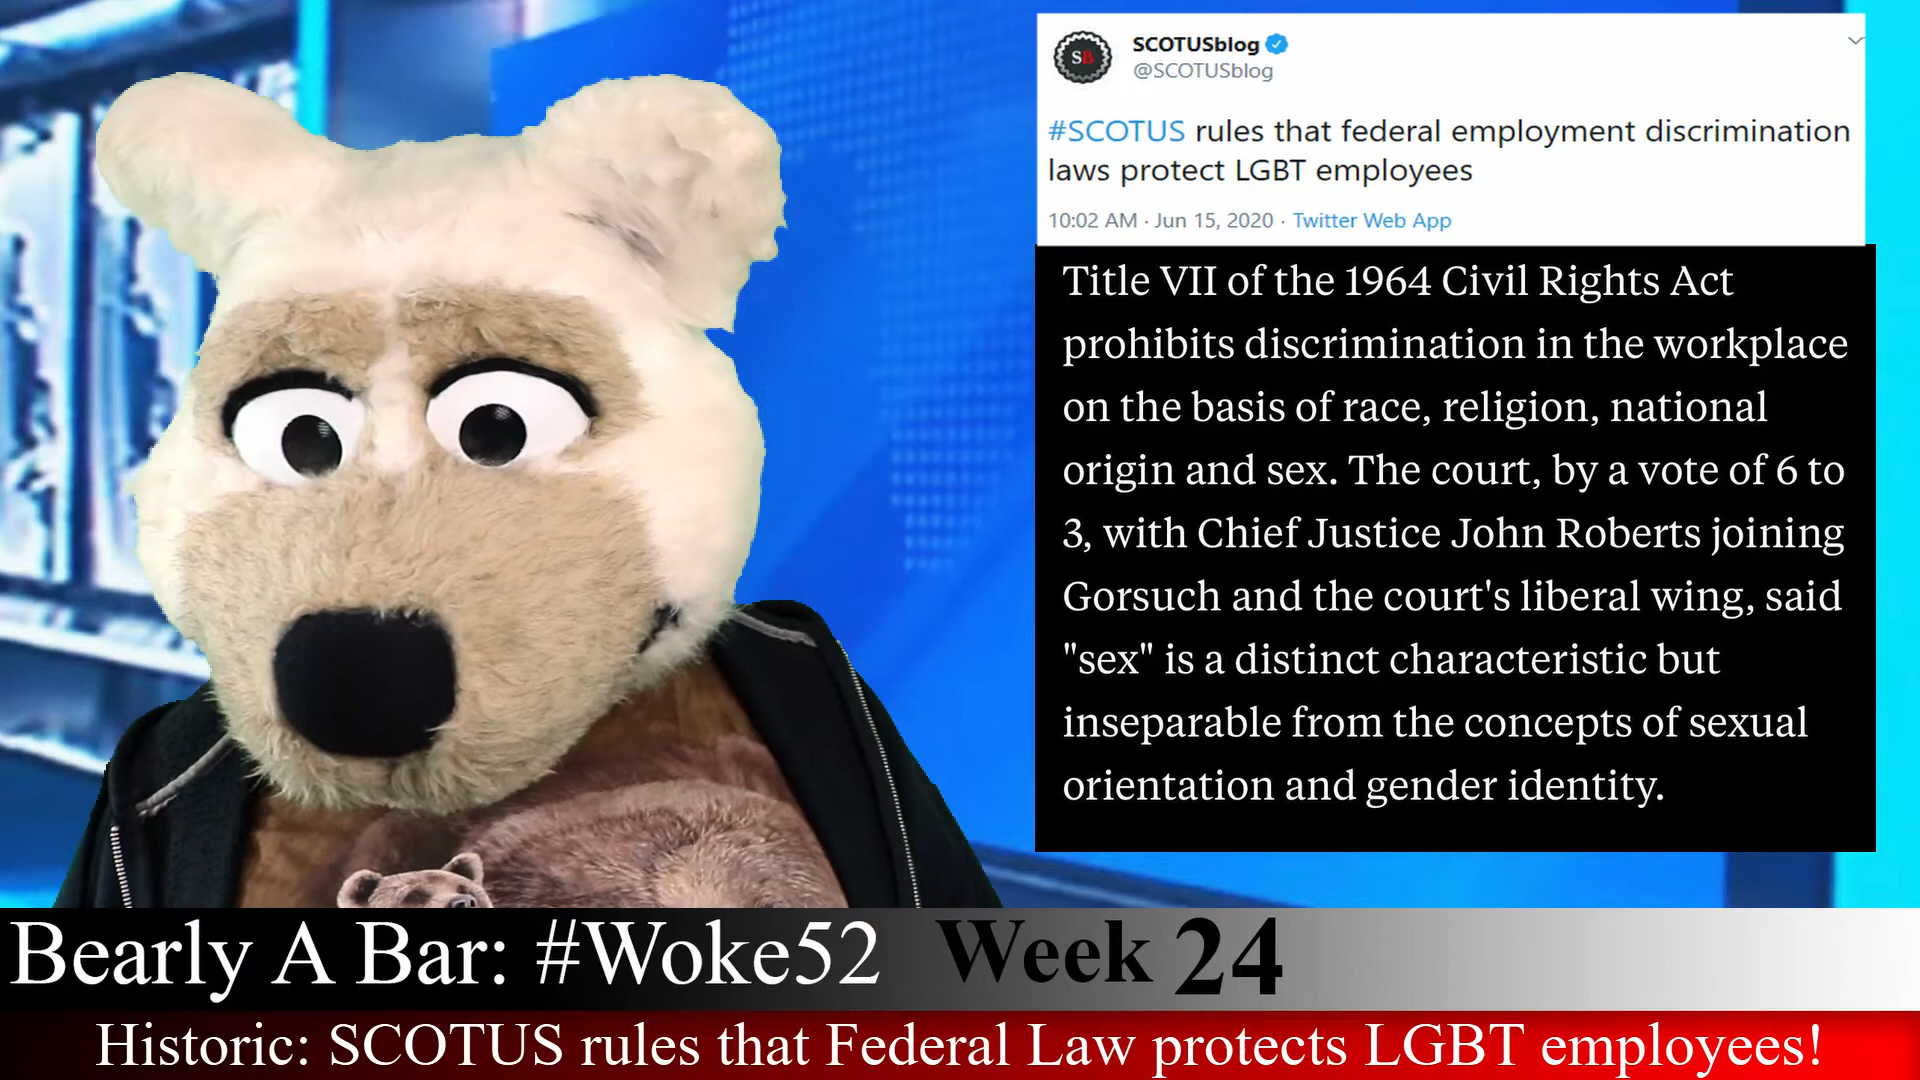 SB
SCOTUSblog
@SCOTUSblog
#SCOTUS rules that federal employment discrimination
laws protect LGBT employees
10:02 AM · Jun 15, 2020 · Twitter Web App
Title VII of the 1964 Civil Rights Act
prohibits discrimination in the workplace
on the basis of race, religion, national
origin and sex. The court, by a vote of 6 to
3, with Chief Justice John Roberts joining
Gorsuch and the court's liberal wing, said
"sex" is a distinct characteristic but
inseparable from the concepts of sexual
orientation and gender identity.
Bearly A Bar: #Woke52 Week 24
Historic: SCOTUS rules that Federal Law protects LGBT employees!